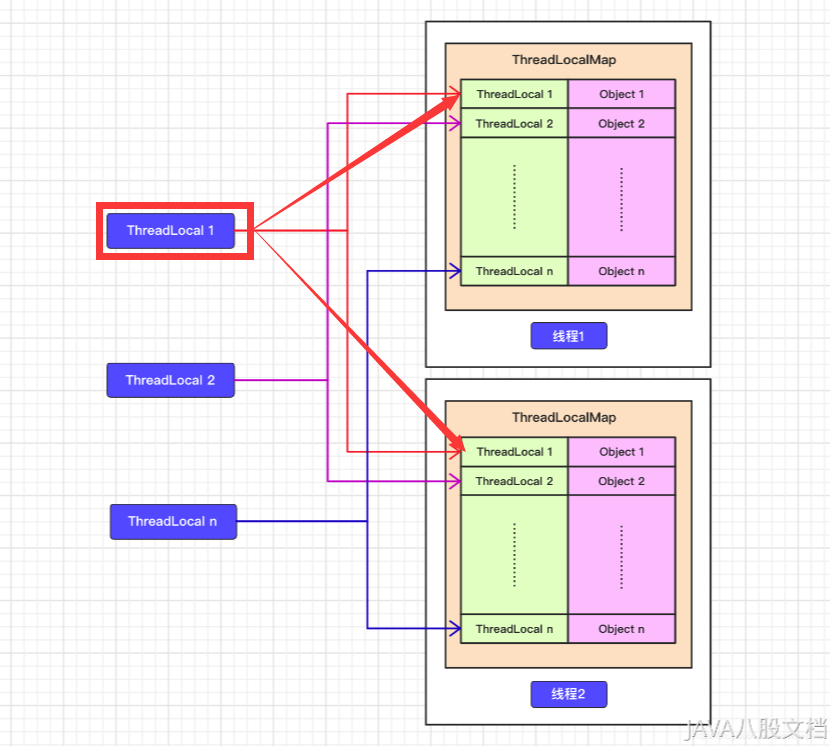 ThreadLocal 1
ThreadLocal 2
ThreadLocal n
ThreadLocalMap
ThreadLocal 1 Object 1
ThreadLocal 2 Object 2
ThreadLocal n Object n
线程1
ThreadLocalMap
ThreadLocal 1 Object 1
ThreadLocal 2 Object 2
ThreadLocal n Object n
线程2
JAVA八股文档